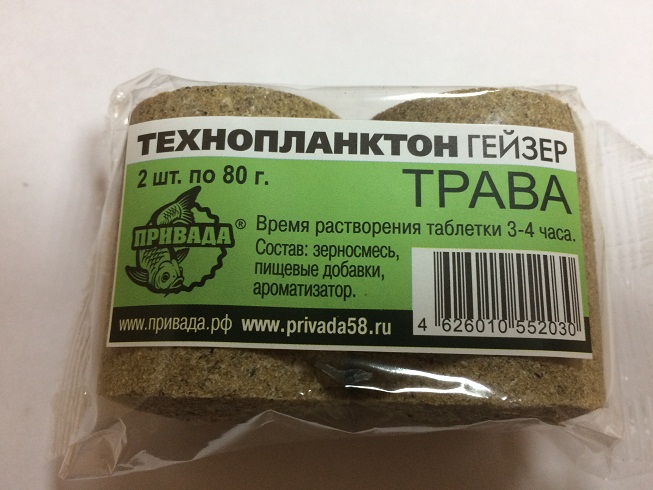 ТЕХНОПЛАНКТОН ГЕЙЗЕР
2 шт. по 80 г.
ТРАВА
ПРИВАДА®
Время растворения таблетки 3-4 часа.
Состав: зерносмесь,
пищевые добавки,
ароматизатор.
www.привада.рф www.privada58.ru
4 626010 552030